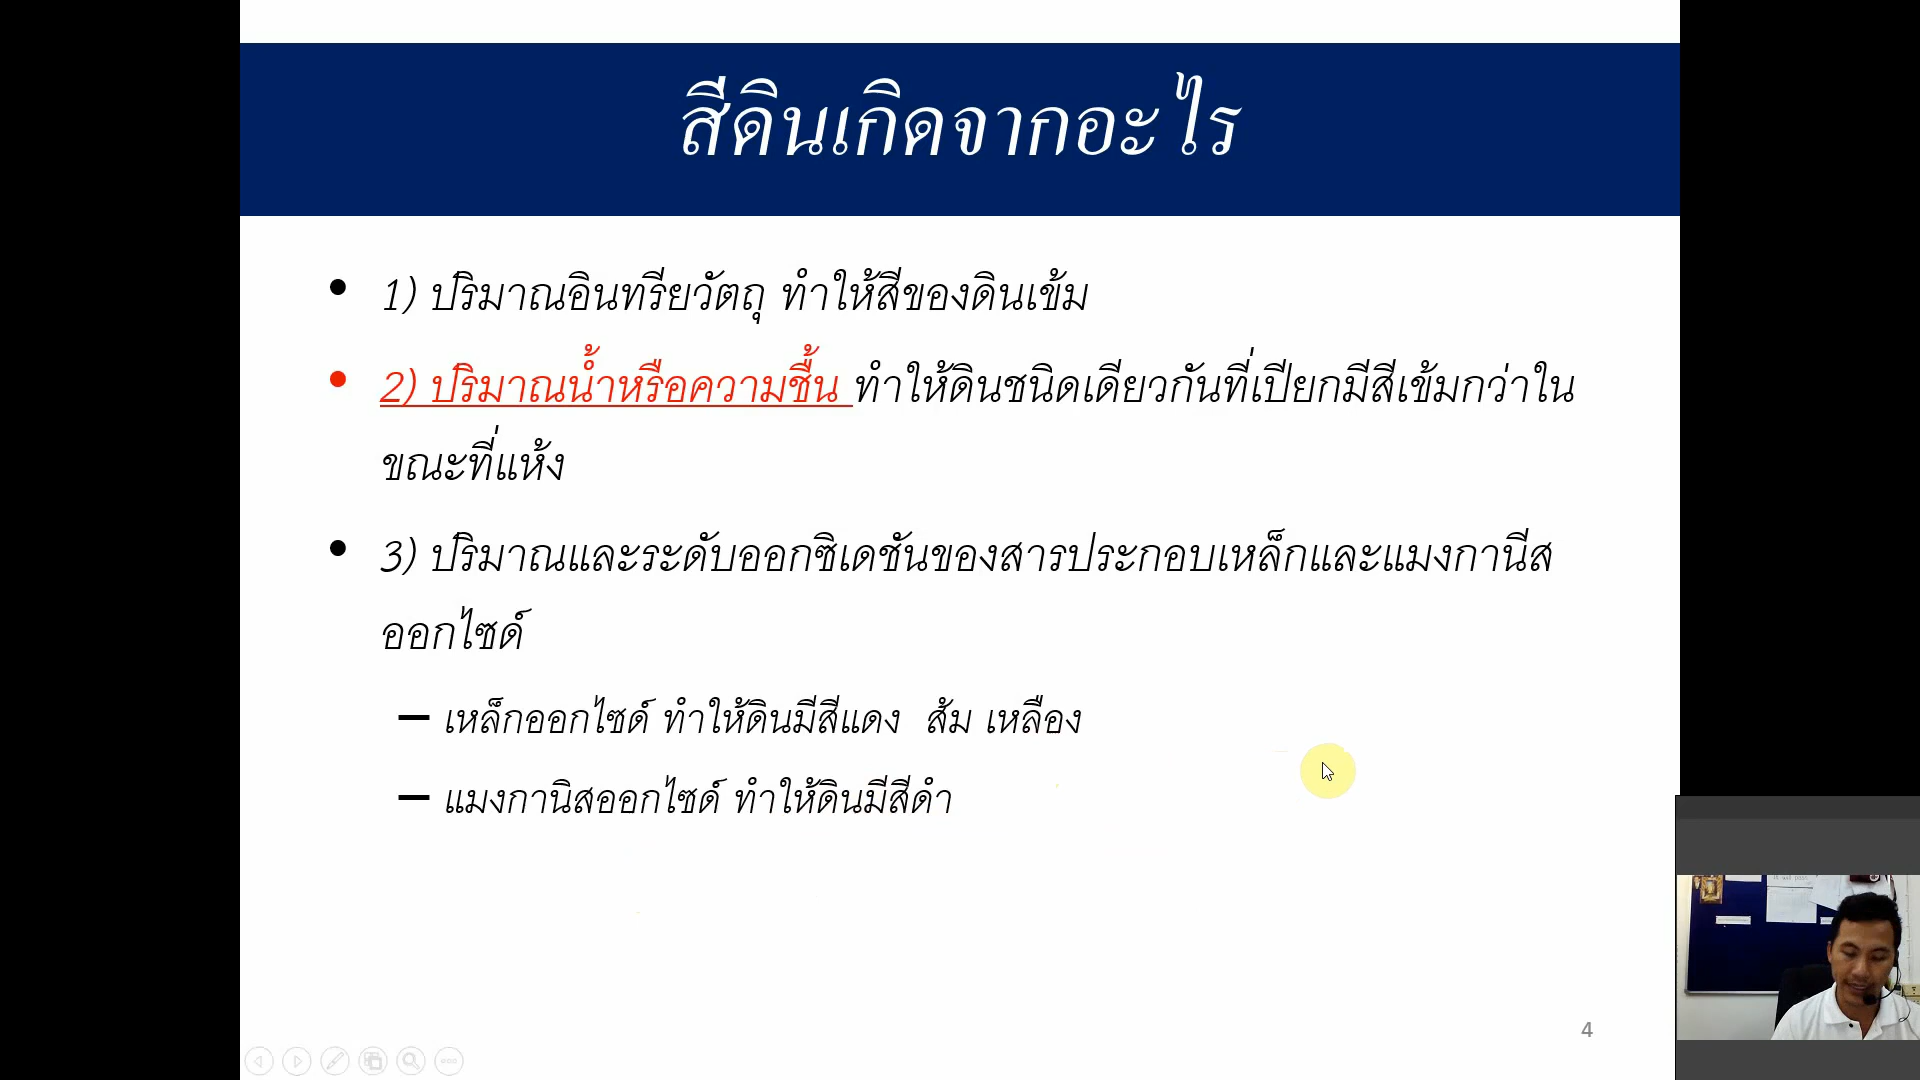 สีดินเกิดจากอะไร
• 1) ปริมาณอินทรียวัตถุ ทำให้สีของดินเข้ม
• 2) ปริมาณน้ำหรือความชื้น ทำให้ดินชนิดเดียวกันที่เปียกมีสีเข้มกว่าใน
ขณะที่แห้ง
• 3) ปริมาณและระดับออกซิเดชันของสารประกอบเหล็กและแมงกานีส
ออกไซด์
– เหล็กออกไซด์ ทำให้ดินมีสีแดง ส้ม เหลือง
– แมงกานิสออกไซด์ ทำให้ดินมีสีดำ
4